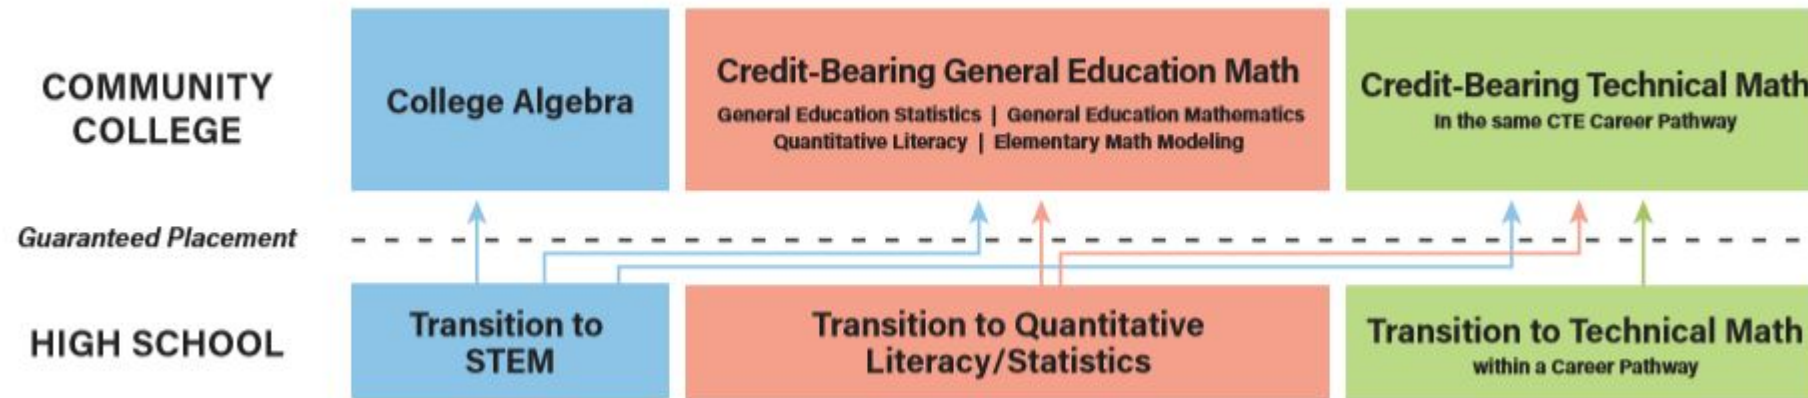 COMMUNITY
COLLEGE
College Algebra
Credit-Bearing General Education Math
General Education Statistics | General Education Mathematics
Quantitative Literacy | Elementary Math Modeling
Credit-Bearing Technical Math
In the same CTE Career Pathway
Guaranteed Placement
HIGH SCHOOL
Transition to
STEM
Transition to Quantitative
Literacy/Statistics
Transition to Technical Math
within a Career Pathway